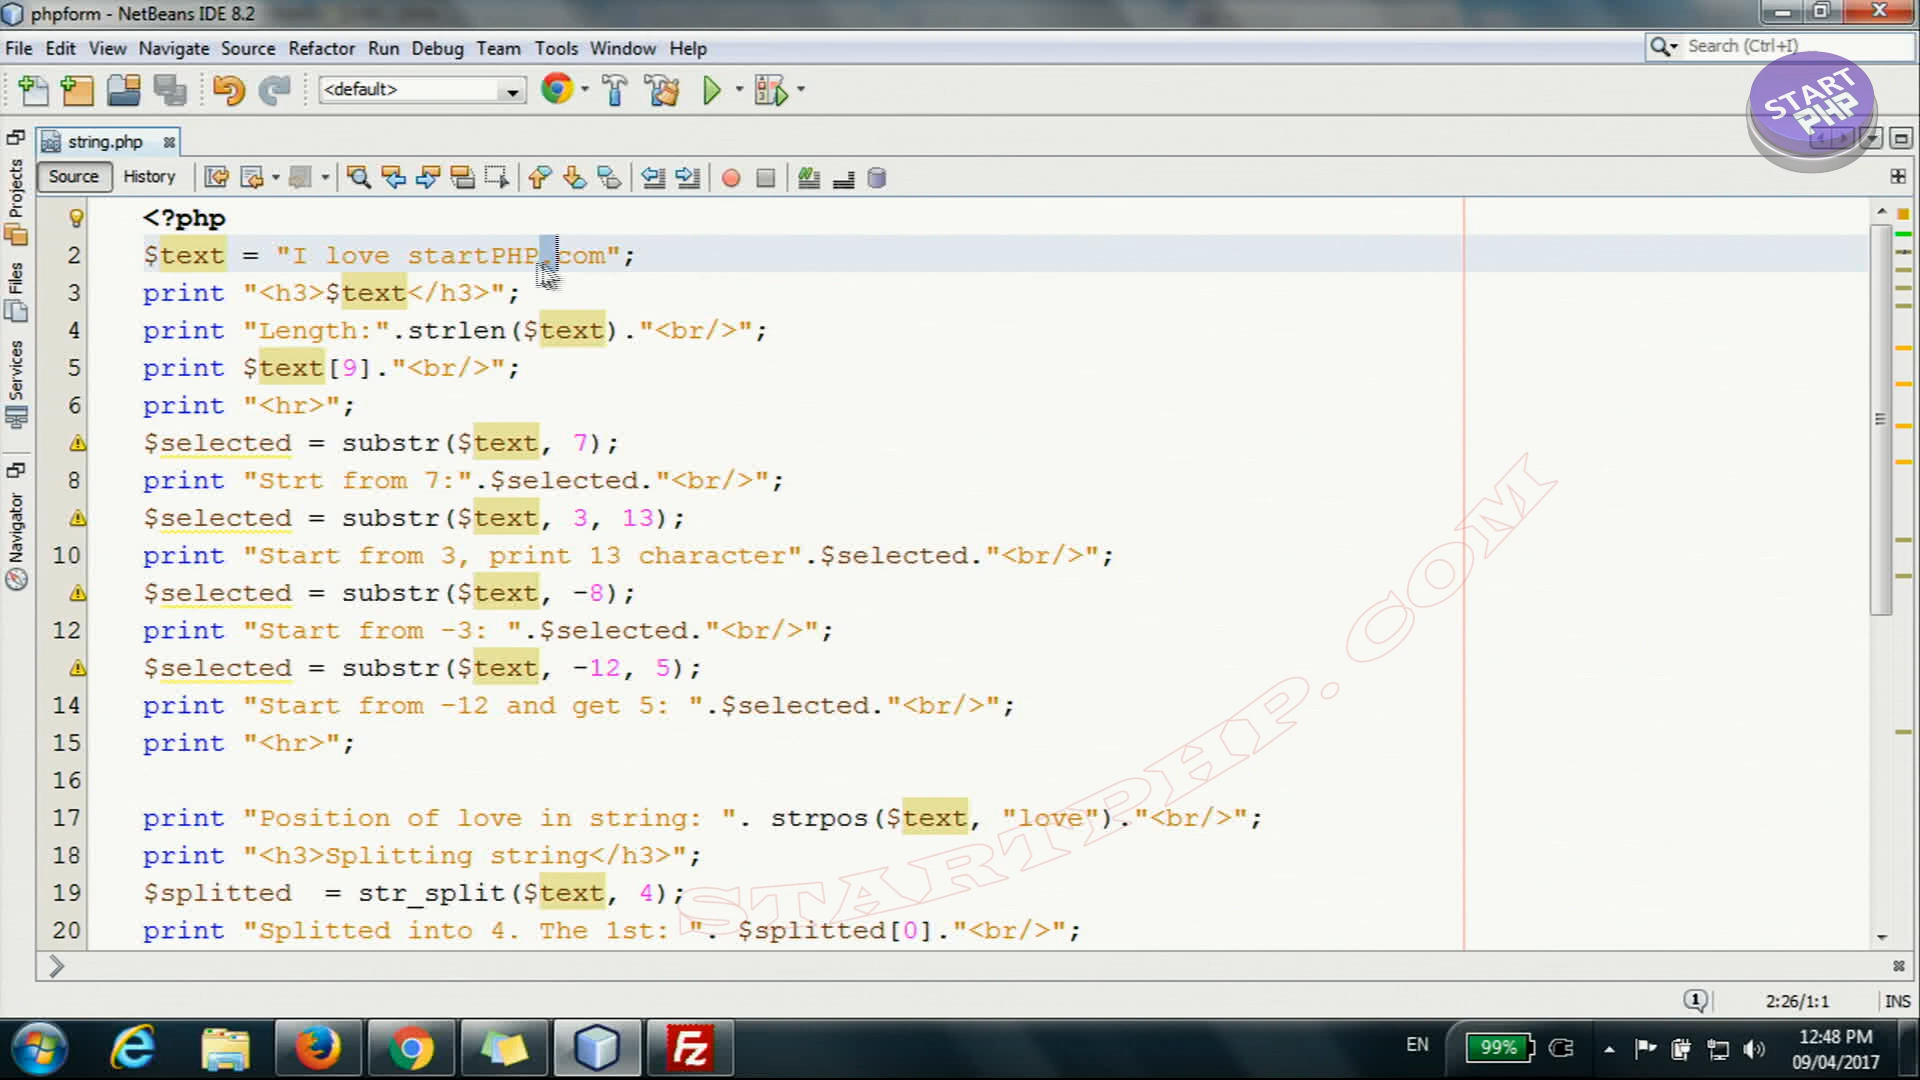 phpform - NetBeans IDE 8.2
File Edit View Navigate Source Refactor Run Debug Team Tools Window Help
Search (Ctrl+I)
<default>
START
PHP
string.php
Source History
Projects
Files
Services
Navigator
<?php
2 $text = "I love startPHP.com";
3 print "<h3>$text</h3>";
4 print "Length:".strlen($text)."<br/>";
5 print $text[9]."<br/>";
6 print "<hr>";
$selected = substr($text, 7);
8 print "Strt from 7:".$selected."<br/>";
$selected = substr($text, 3, 13);
10 print "Start from 3, print 13 character".$selected."<br/>";
$selected = substr($text, -8);
12 print "Start from -3: ".$selected."<br/>";
$selected = substr($text, -12, 5);
14 print "Start from -12 and get 5: ".$selected."<br/>";
15 print "<hr>";
16
17 print "Position of love in string: ". strpos($text, "love")."<br/>";
18 print "<h3>Splitting string</h3>";
19 $splitted  = str_split($text, 4);
20 print "Splitted into 4. The 1st: ". $splitted[0]."<br/>";
STARTPHP.COM
1
2:26/1:1
INS
EN
99%
12:48 PM
09/04/2017